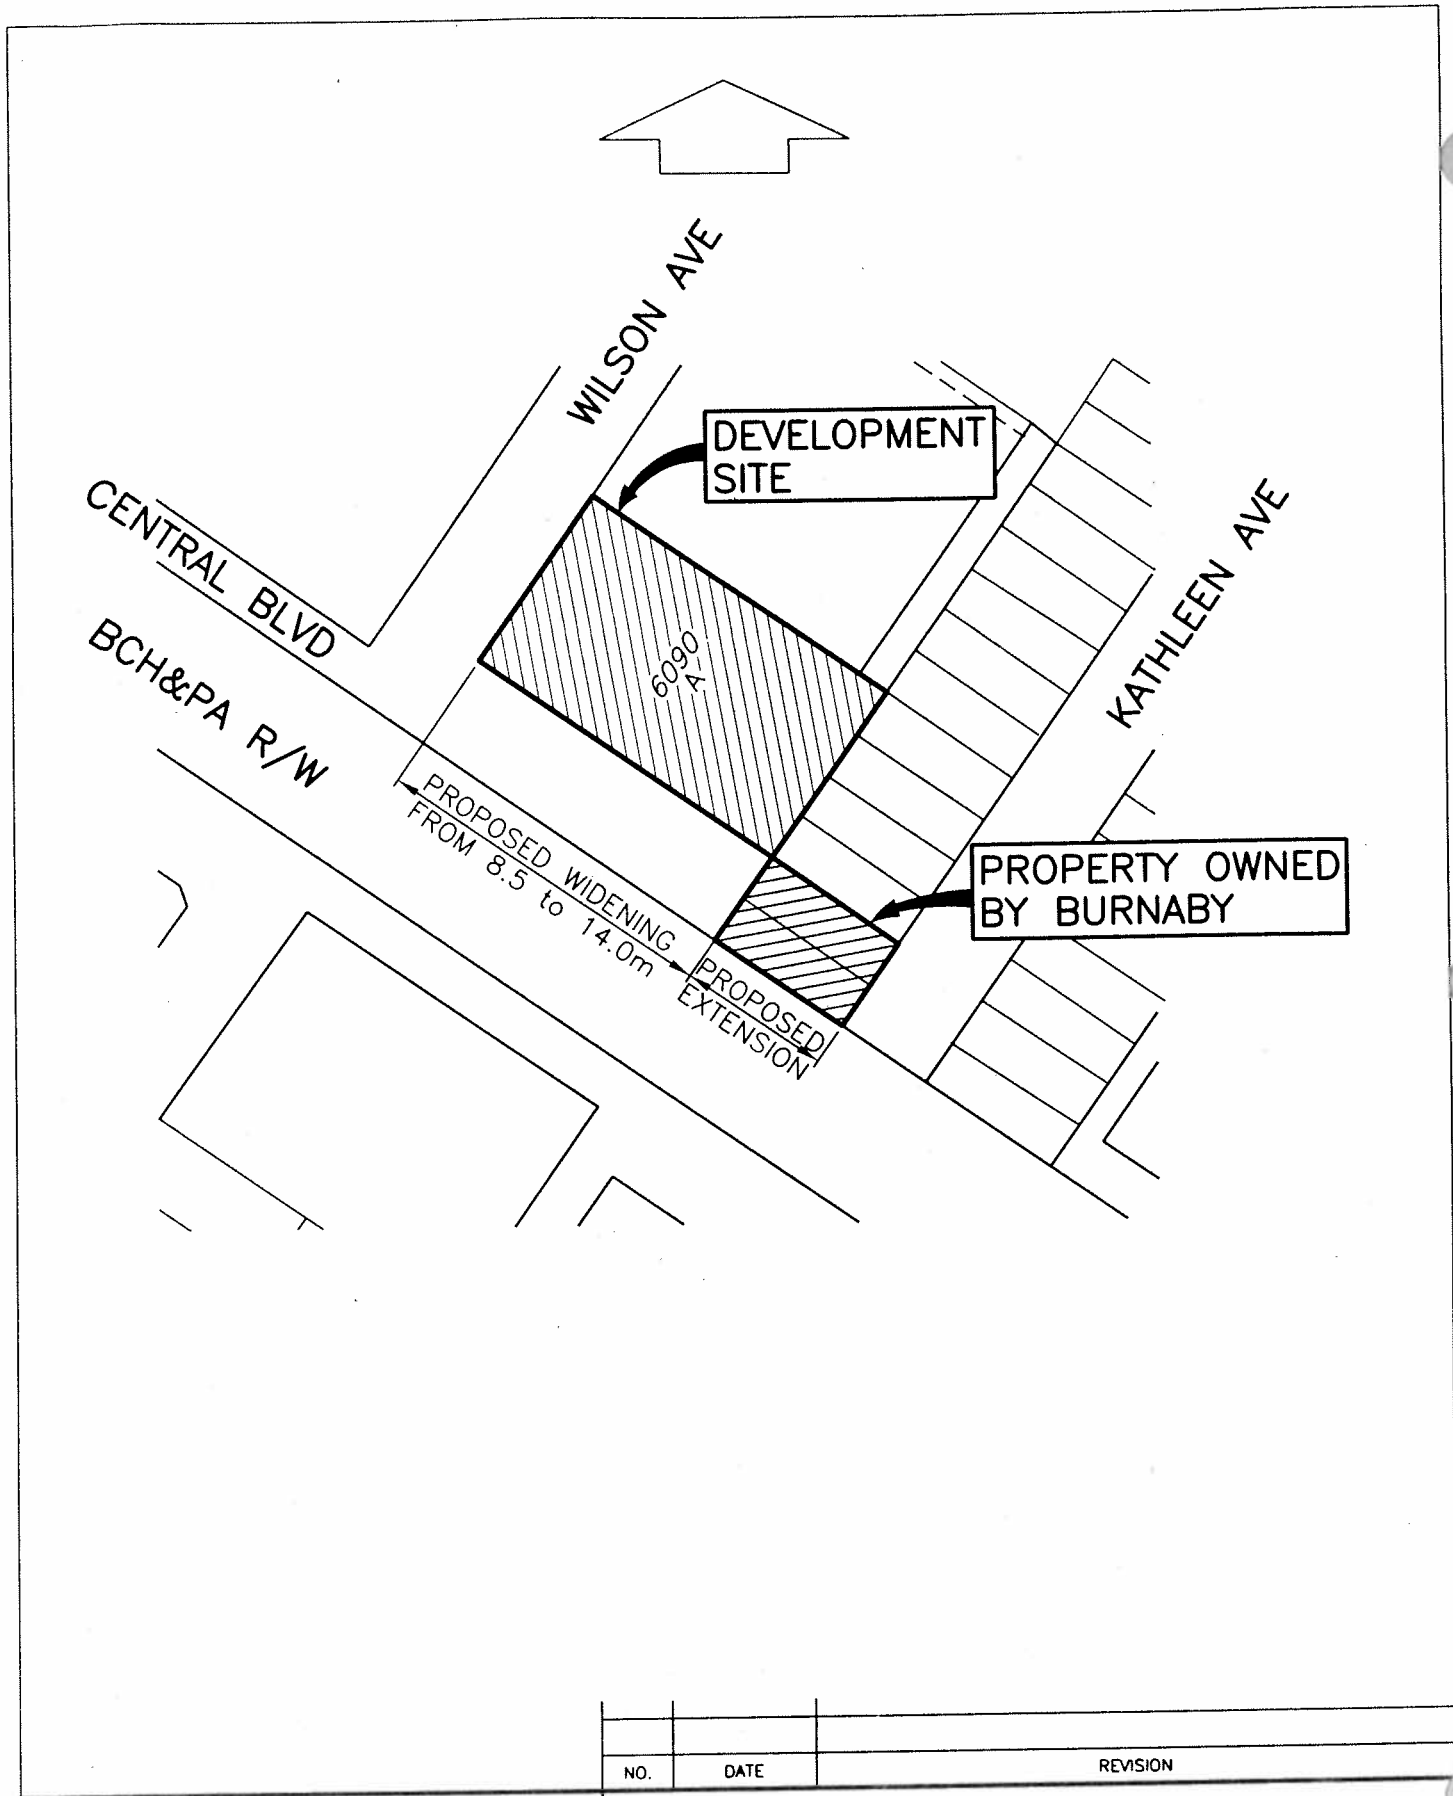 WILSON AVE
DEVELOPMENT
SITE
CENTRAL BLVD
KATHLEEN AVE
BCH&PA R/W
6090
A
PROPOSED WIDENING
FROM 8.5 to 14.0m
PROPERTY OWNED
BY BURNABY
PROPOSED
EXTENSION
NO.
DATE
REVISION